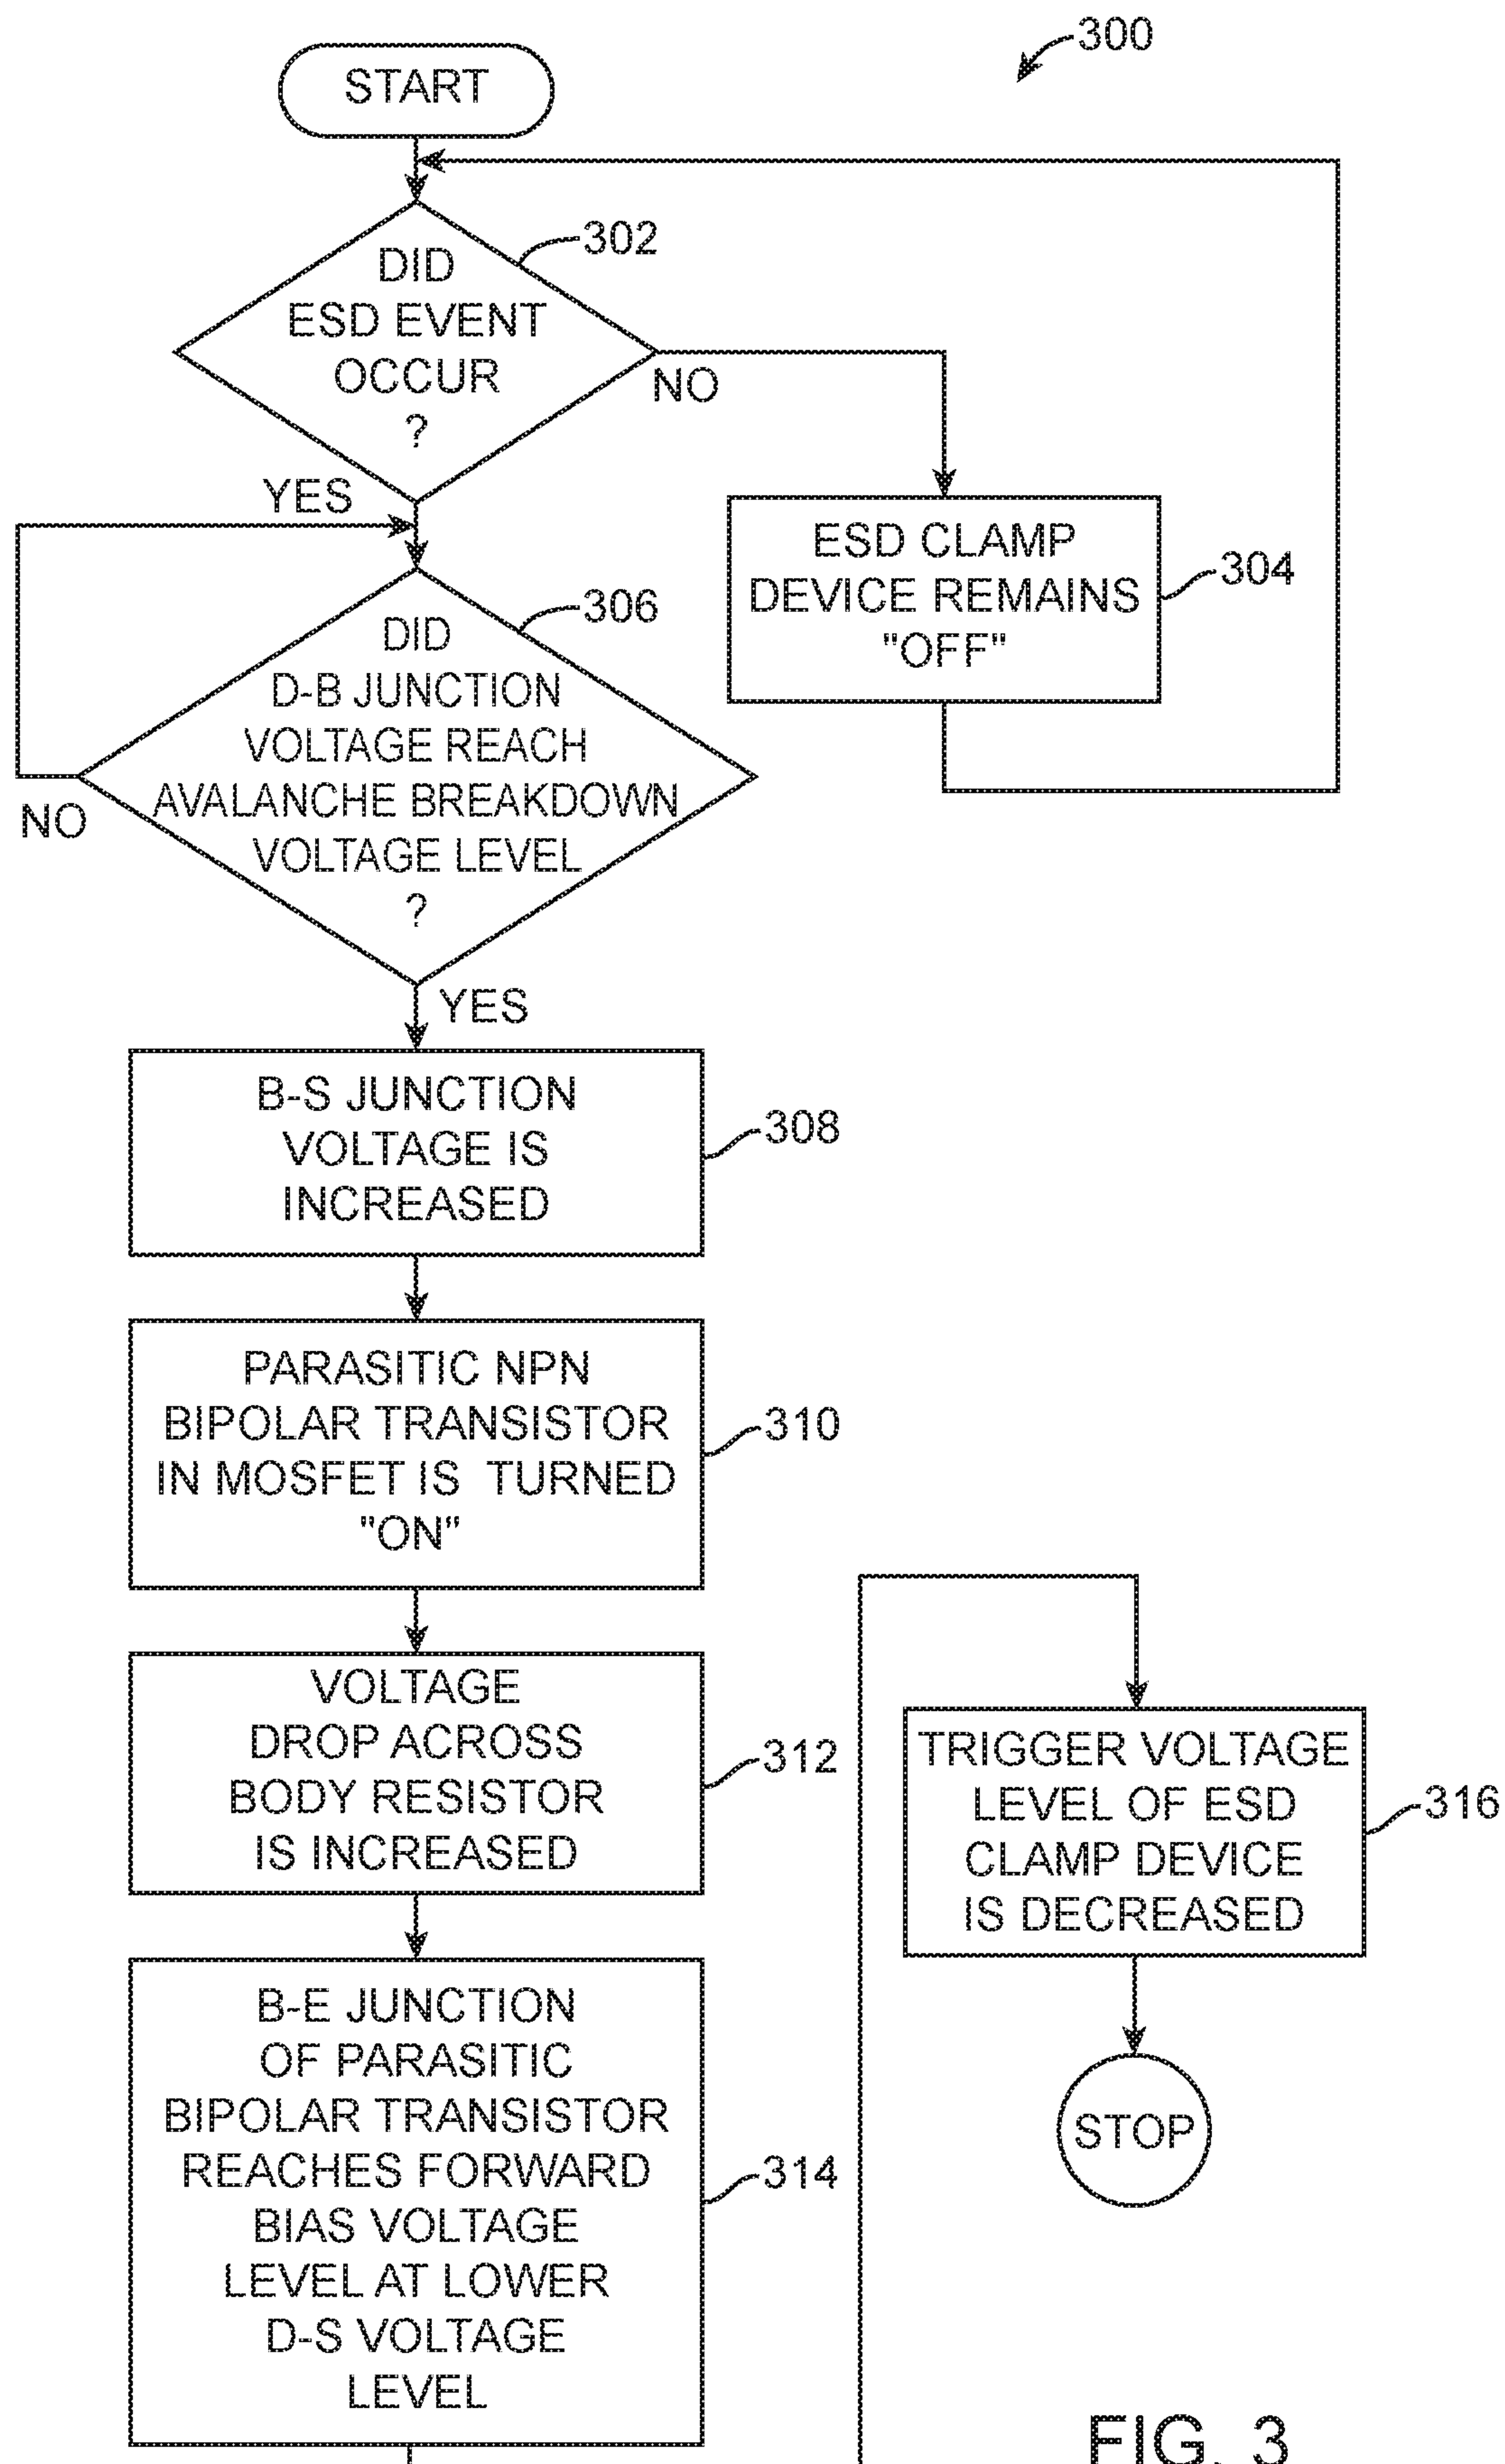 300
START
302
DID
ESD EVENT
OCCUR
?
NO
YES
ESD CLAMP
DEVICE REMAINS
"OFF"
304
306
DID
D-B JUNCTION
VOLTAGE REACH
AVALANCHE BREAKDOWN
VOLTAGE LEVEL
?
NO
YES
B-S JUNCTION
VOLTAGE IS
INCREASED
308
PARASITIC NPN
BIPOLAR TRANSISTOR
IN MOSFET IS TURNED
"ON"
310
VOLTAGE
DROP ACROSS
BODY RESISTOR
IS INCREASED
312
B-E JUNCTION
OF PARASITIC
BIPOLAR TRANSISTOR
REACHES FORWARD
BIAS VOLTAGE
LEVEL AT LOWER
D-S VOLTAGE
LEVEL
314
TRIGGER VOLTAGE
LEVEL OF ESD
CLAMP DEVICE
IS DECREASED
316
STOP
FIG. 3